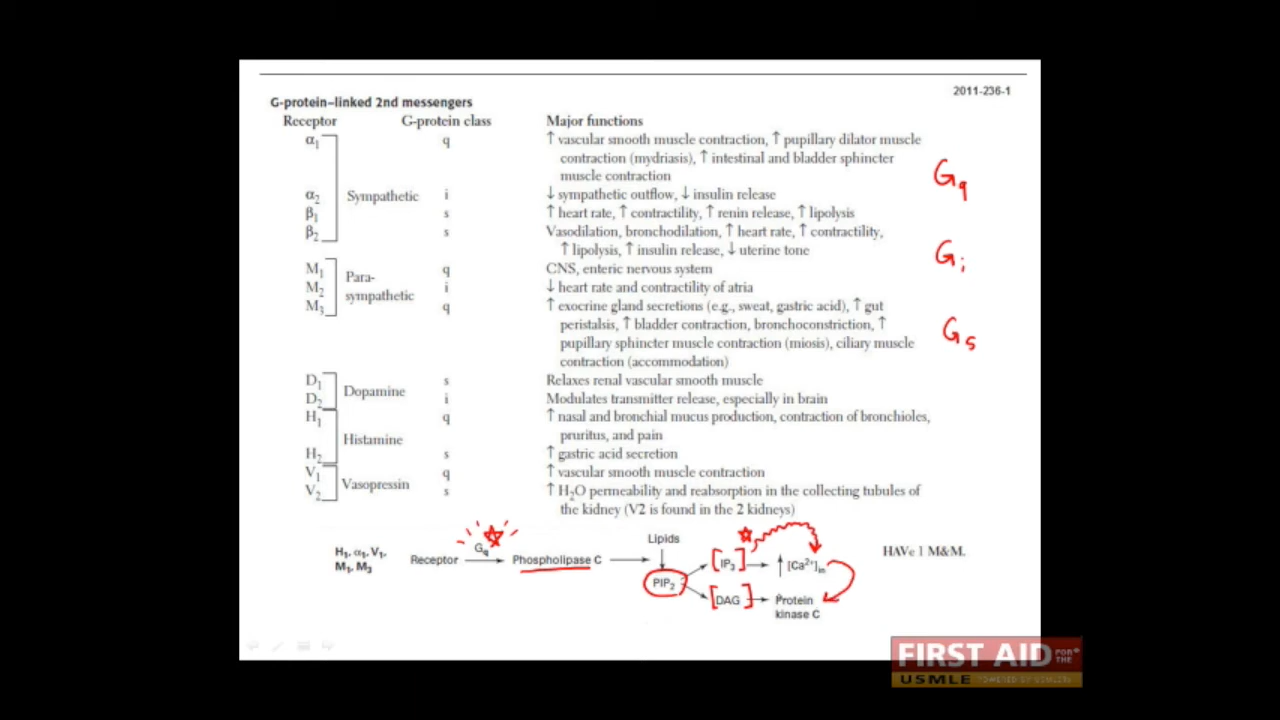 2011-236-1
G-protein–linked 2nd messengers
Receptor G-protein class Major functions
α₁ q ↑ vascular smooth muscle contraction, ↑ pupillary dilator muscle
contraction (mydriasis), ↑ intestinal and bladder sphincter
muscle contraction
Gq
α₂ Sympathetic i ↓ sympathetic outflow, ↓ insulin release
β₁ s ↑ heart rate, ↑ contractility, ↑ renin release, ↑ lipolysis
β₂ s Vasodilation, bronchodilation, ↑ heart rate, ↑ contractility,
↑ lipolysis, ↑ insulin release, ↓ uterine tone
Gi
M₁ Para- q CNS, enteric nervous system
M₂ sympathetic i ↓ heart rate and contractility of atria
M₃ q ↑ exocrine gland secretions (e.g., sweat, gastric acid), ↑ gut
peristalsis, ↑ bladder contraction, bronchoconstriction, ↑
Gs
pupillary sphincter muscle contraction (miosis), ciliary muscle
contraction (accommodation)
D₁ Dopamine s Relaxes renal vascular smooth muscle
D₂ i Modulates transmitter release, especially in brain
H₁ q ↑ nasal and bronchial mucus production, contraction of bronchioles,
Histamine pruritus, and pain
H₂ s ↑ gastric acid secretion
V₁ q ↑ vascular smooth muscle contraction
V₂ Vasopressin s ↑ H₂O permeability and reabsorption in the collecting tubules of
the kidney (V2 is found in the 2 kidneys)
Lipids
H₁, α₁, V₁, Receptor Gq Phospholipase C PIP₂ IP₃ ↑ [Ca²⁺]in HAVe 1 M&M.
M₁, M₃
DAG Protein
kinase C
FIRST AID FOR THE®
USMLE